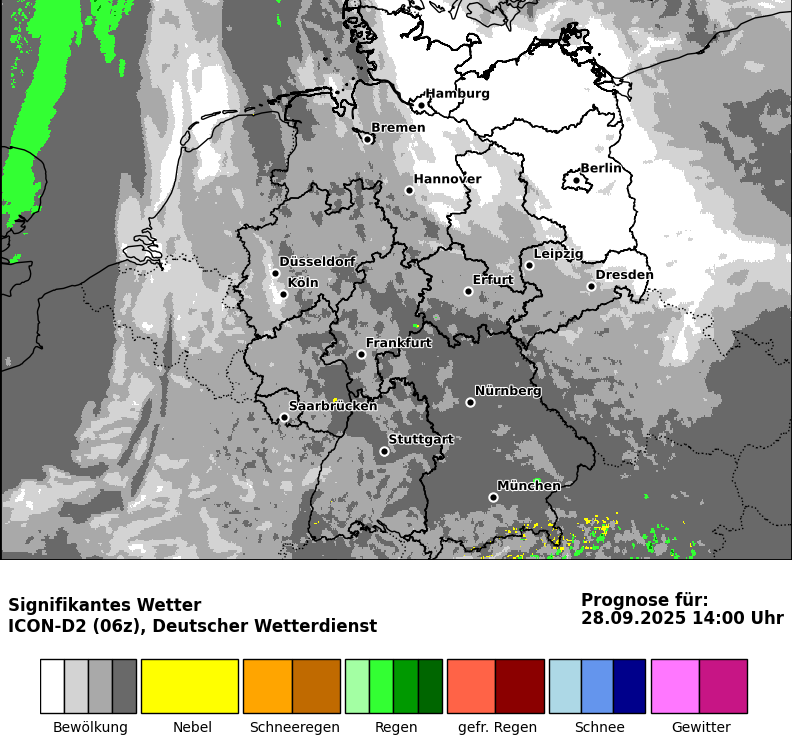 Hamburg
Bremen
Berlin
Hannover
Leipzig
Düsseldorf
Dresden
Köln
Erfurt
Frankfurt
Nürnberg
Saarbrücken
Stuttgart
München
Signifikantes Wetter
ICON-D2 (06z), Deutscher Wetterdienst
Prognose für:
28.09.2025 14:00 Uhr
Bewölkung
Nebel
Schneeregen
Regen
gefr. Regen
Schnee
Gewitter